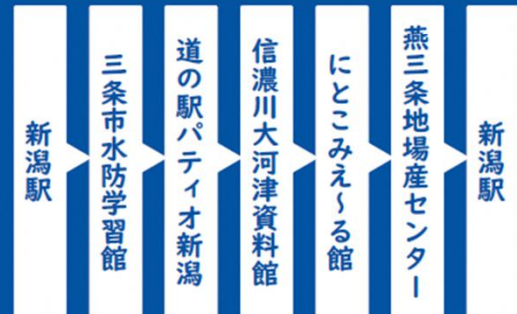 新潟駅
三条市水防学習館
道の駅パティオ新潟
信濃川大河津資料館
にとこみえ～る館
燕三条地場産センター
新潟駅